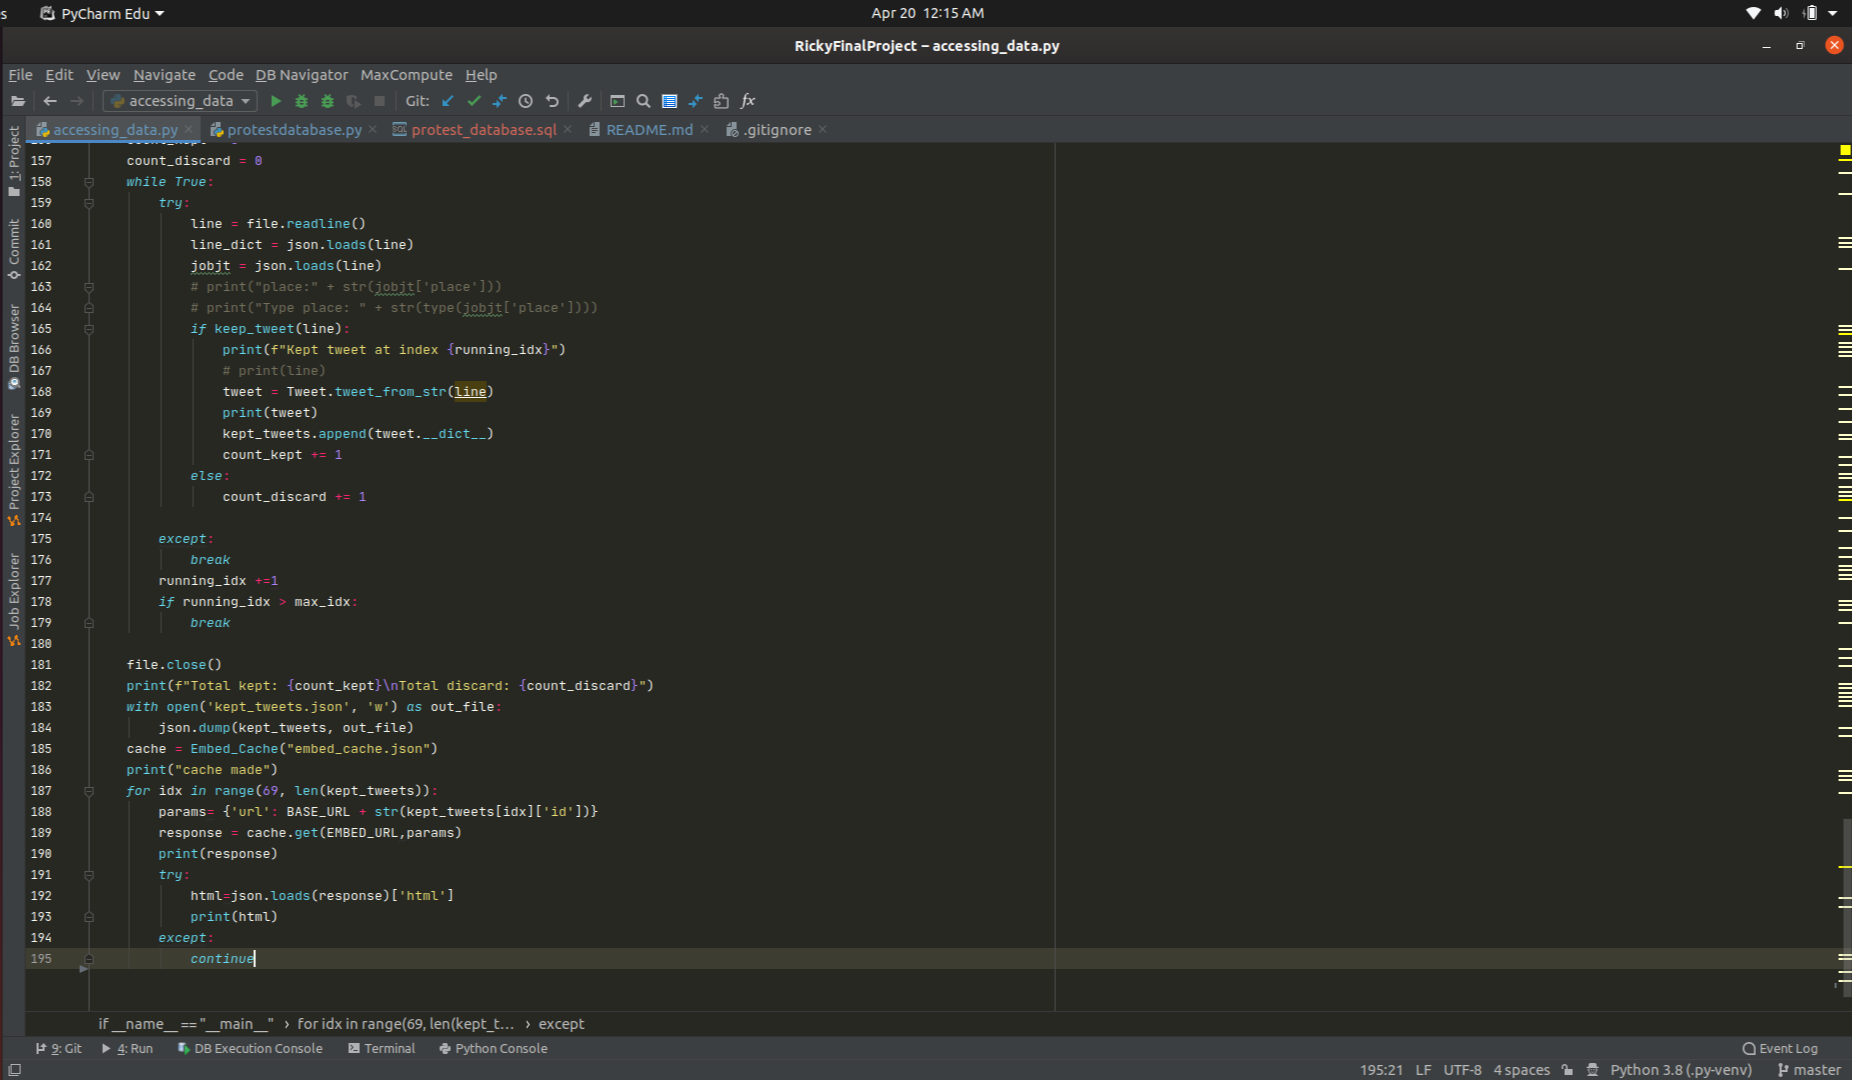 s PyCharm Edu Apr 20 12:15 AM
RickyFinalProject – accessing_data.py
File Edit View Navigate Code DB Navigator MaxCompute Help
accessing_data Git: fx
accessing_data.py protestdatabase.py protest_database.sql README.md .gitignore
1: Project
Commit
DB Browser
Project Explorer
Job Explorer
157 count_discard = 0
158 while True:
159 try:
160 line = file.readline()
161 line_dict = json.loads(line)
162 jobjt = json.loads(line)
163 # print("place:" + str(jobjt['place']))
164 # print("Type place: " + str(type(jobjt['place'])))
165 if keep_tweet(line):
166 print(f"Kept tweet at index {running_idx}")
167 # print(line)
168 tweet = Tweet.tweet_from_str(line)
169 print(tweet)
170 kept_tweets.append(tweet.__dict__)
171 count_kept += 1
172 else:
173 count_discard += 1
174
175 except:
176 break
177 running_idx +=1
178 if running_idx > max_idx:
179 break
180
181 file.close()
182 print(f"Total kept: {count_kept}\nTotal discard: {count_discard}")
183 with open('kept_tweets.json', 'w') as out_file:
184 json.dump(kept_tweets, out_file)
185 cache = Embed_Cache("embed_cache.json")
186 print("cache made")
187 for idx in range(69, len(kept_tweets)):
188 params= {'url': BASE_URL + str(kept_tweets[idx]['id'])}
189 response = cache.get(EMBED_URL,params)
190 print(response)
191 try:
192 html=json.loads(response)['html']
193 print(html)
194 except:
195 continue
if __name__ == "__main__" › for idx in range(69, len(kept_t... › except
9: Git 4: Run DB Execution Console Terminal Python Console Event Log
195:21 LF UTF-8 4 spaces Python 3.8 (.py-venv) master